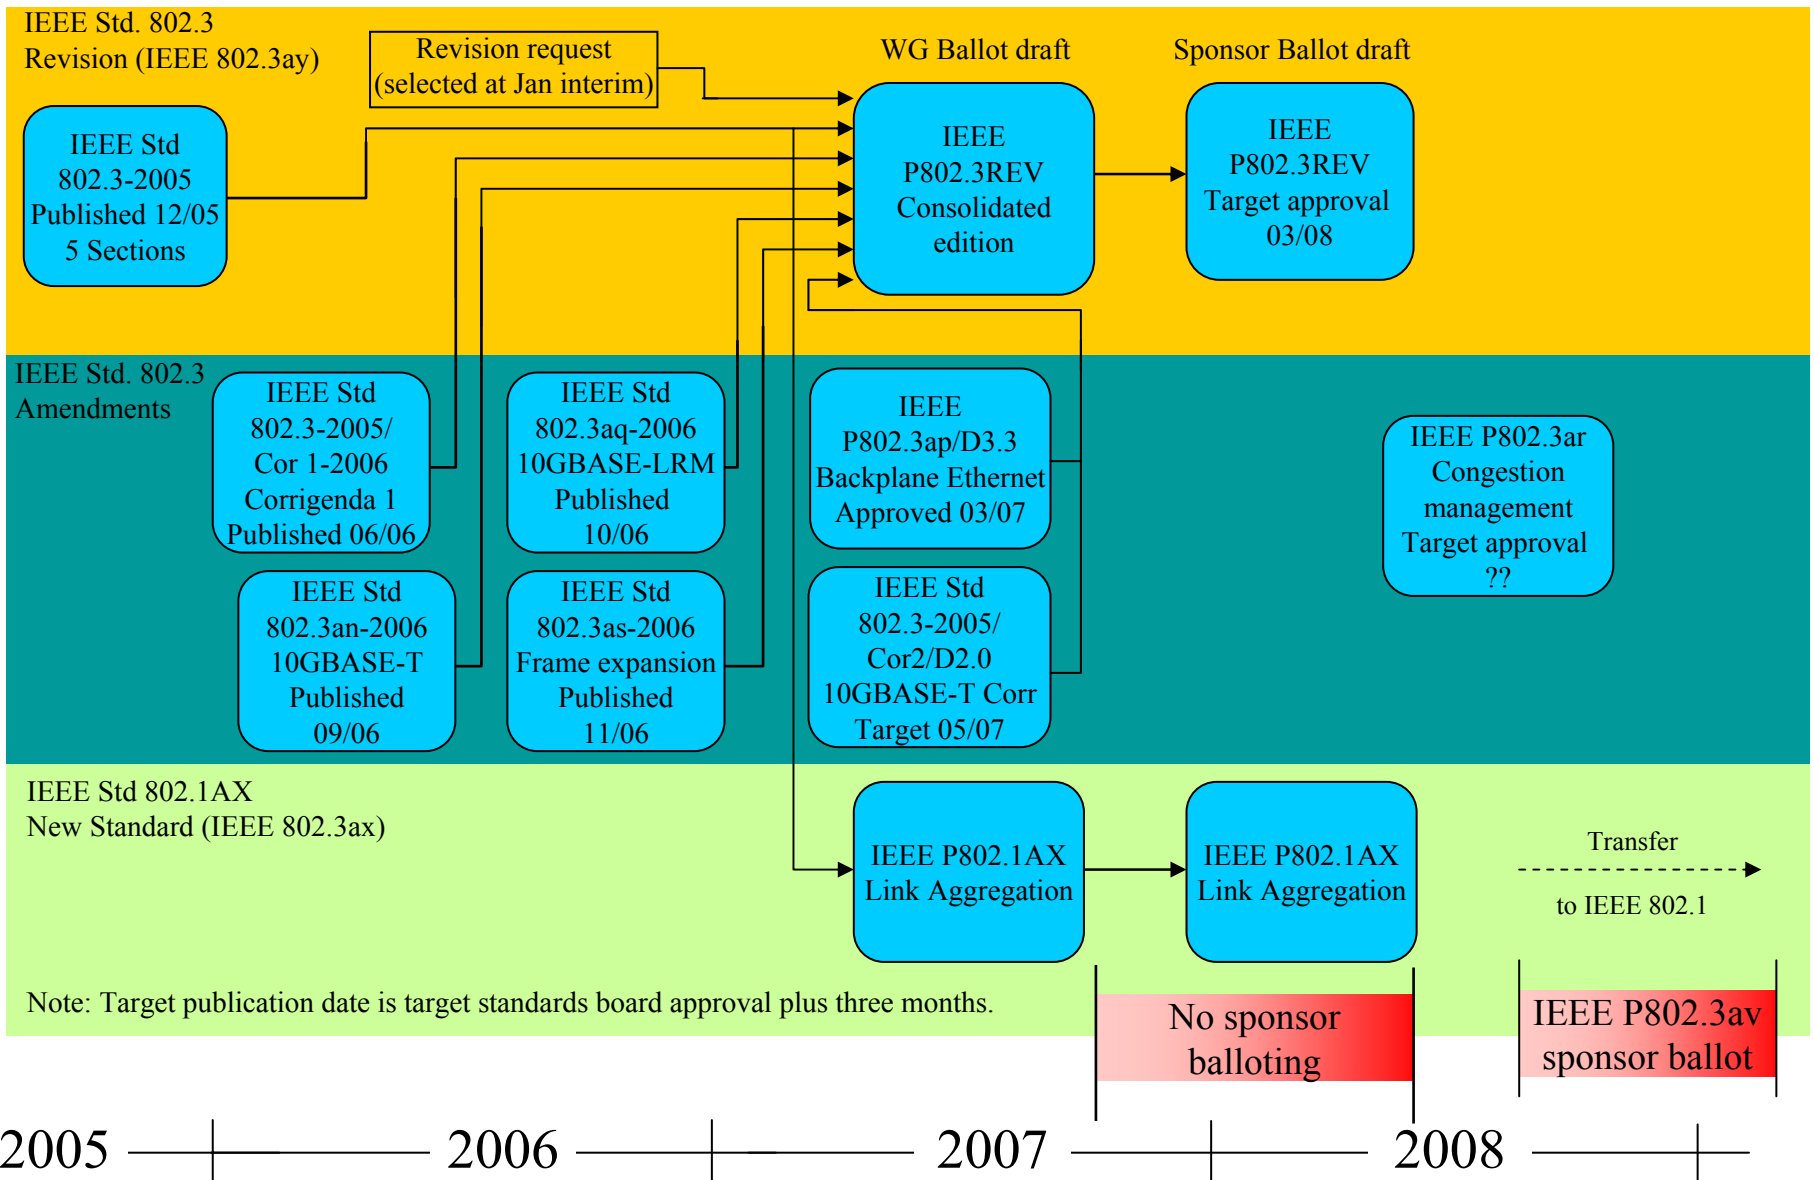 IEEE Std. 802.3
Revision (IEEE 802.3ay)
Revision request
(selected at Jan interim)
WG Ballot draft
Sponsor Ballot draft
IEEE Std
802.3-2005
Published 12/05
5 Sections
IEEE
P802.3REV
Consolidated
edition
IEEE
P802.3REV
Target approval
03/08
IEEE Std. 802.3
Amendments
IEEE Std
802.3-2005/
Cor 1-2006
Corrigenda 1
Published 06/06
IEEE Std
802.3aq-2006
10GBASE-LRM
Published
10/06
IEEE
P802.3ap/D3.3
Backplane Ethernet
Approved 03/07
IEEE P802.3ar
Congestion
management
Target approval
??
IEEE Std
802.3an-2006
10GBASE-T
Published
09/06
IEEE Std
802.3as-2006
Frame expansion
Published
11/06
IEEE Std
802.3-2005/
Cor2/D2.0
10GBASE-T Corr
Target 05/07
IEEE Std 802.1AX
New Standard (IEEE 802.3ax)
IEEE P802.1AX
Link Aggregation
IEEE P802.1AX
Link Aggregation
Transfer
to IEEE 802.1
Note: Target publication date is target standards board approval plus three months.
No sponsor
balloting
IEEE P802.3av
sponsor ballot
2005
2006
2007
2008